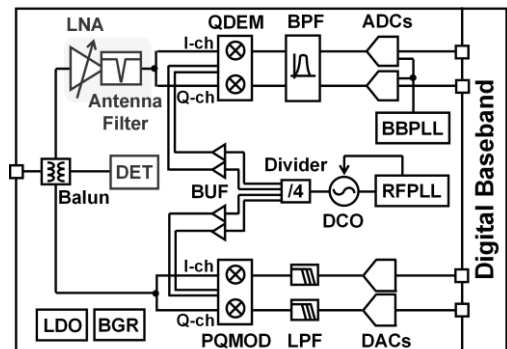 LNA
QDEM
BPF
ADCs
I-ch
Antenna
Filter
Q-ch
BBPLL
Balun
DET
BUF
Divider
/4
DCO
RFPLL
I-ch
Q-ch
LDO
BGR
PQMOD
LPF
DACs
Digital Baseband